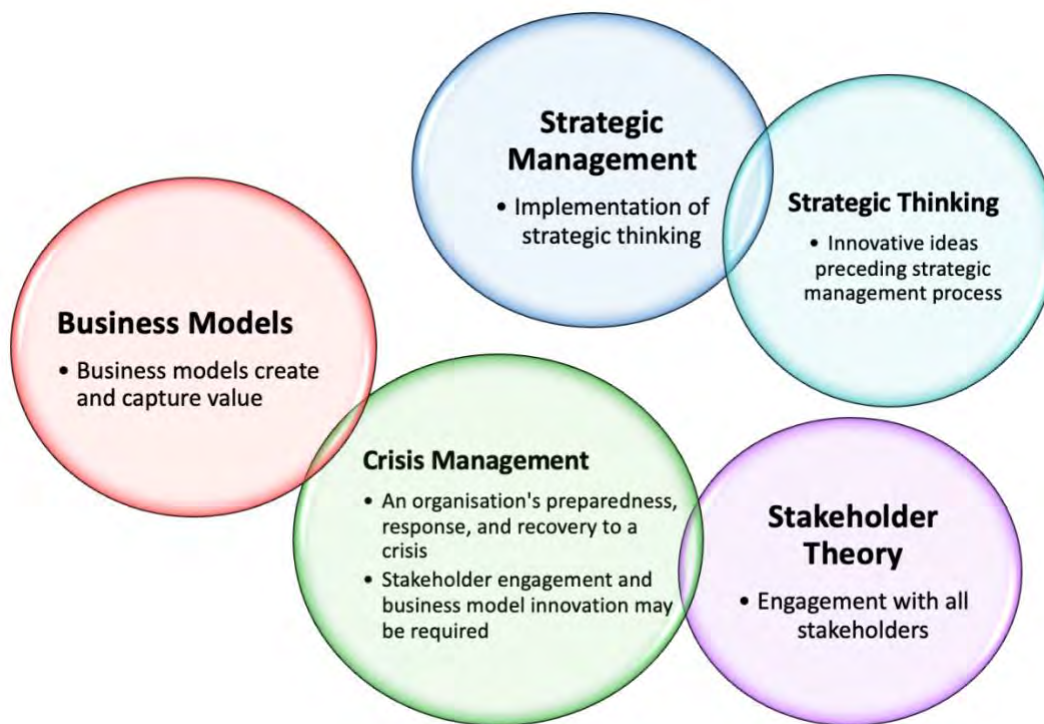 Strategic
Management
• Implementation of
strategic thinking
Strategic Thinking
• Innovative ideas
preceding strategic
management process
Business Models
• Business models create
and capture value
Crisis Management
• An organisation's preparedness,
response, and recovery to a
crisis
• Stakeholder engagement and
business model innovation may
be required
Stakeholder
Theory
• Engagement with all
stakeholders